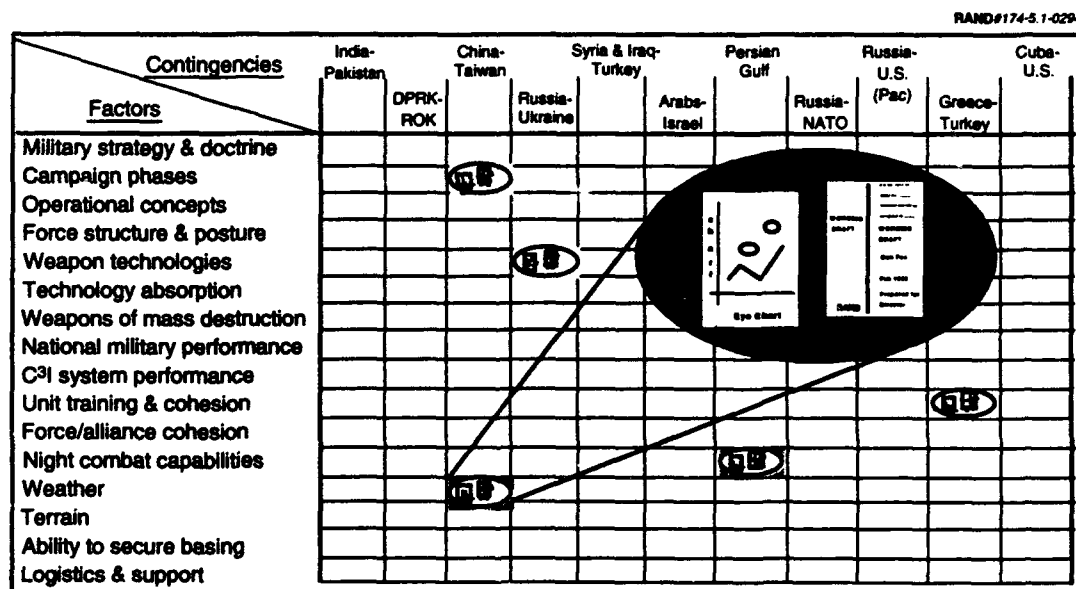 RAND#174-5.1-029
Contingencies
Factors
India-
Pakistan
DPRK-
ROK
China-
Taiwan
Russia-
Ukraine
Syria & Iraq-
Turkey
Arabs-
Israel
Persian
Gulf
Russia-
NATO
Russia-
U.S.
(Pac)
Greece-
Turkey
Cuba-
U.S.
Military strategy & doctrine
Campaign phases
Operational concepts
Force structure & posture
Weapon technologies
Technology absorption
Weapons of mass destruction
National military performance
C³I system performance
Unit training & cohesion
Force/alliance cohesion
Night combat capabilities
Weather
Terrain
Ability to secure basing
Logistics & support
Eye Chart
RAND
Prepared for